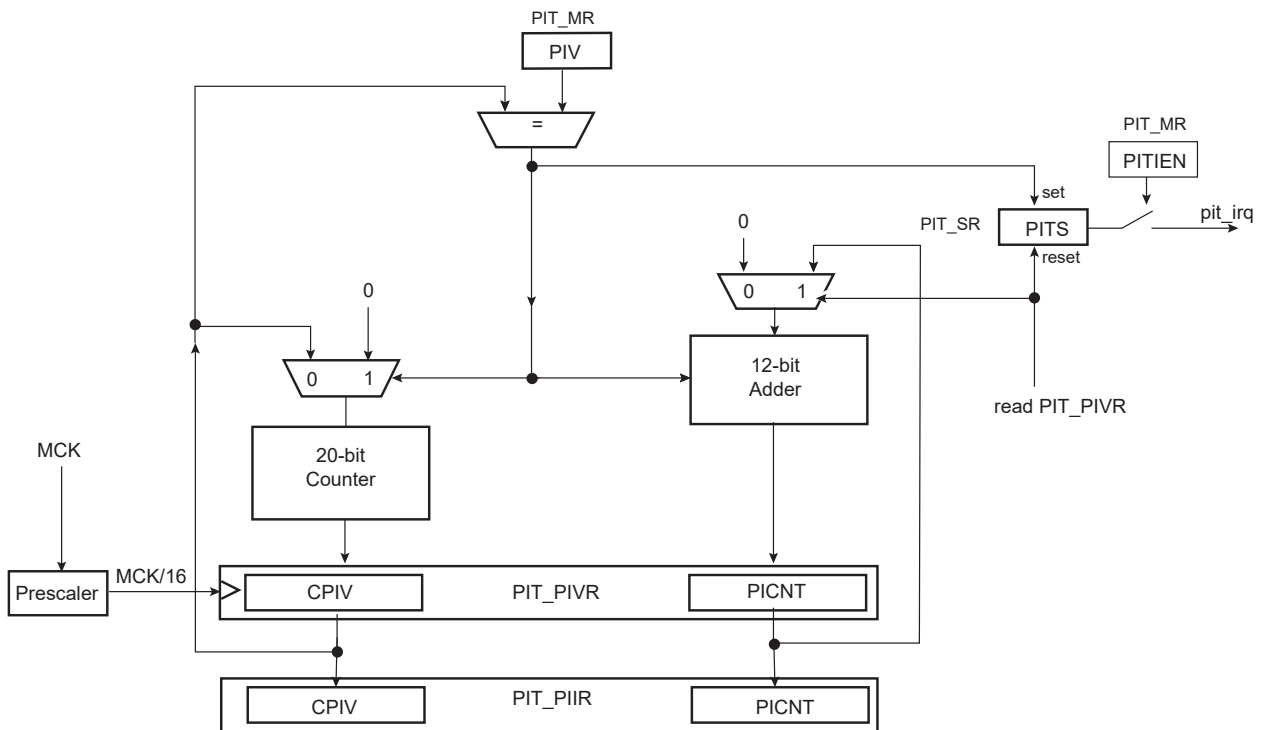 PIT_MR
PIV
=
PIT_MR
PITIEN
set
PIT_SR
PITS
pit_irq
reset
0
0 1
0
0 1
12-bit
Adder
read PIT_PIVR
20-bit
Counter
MCK
Prescaler
MCK/16
CPIV
PIT_PIVR
PICNT
CPIV
PIT_PIIR
PICNT